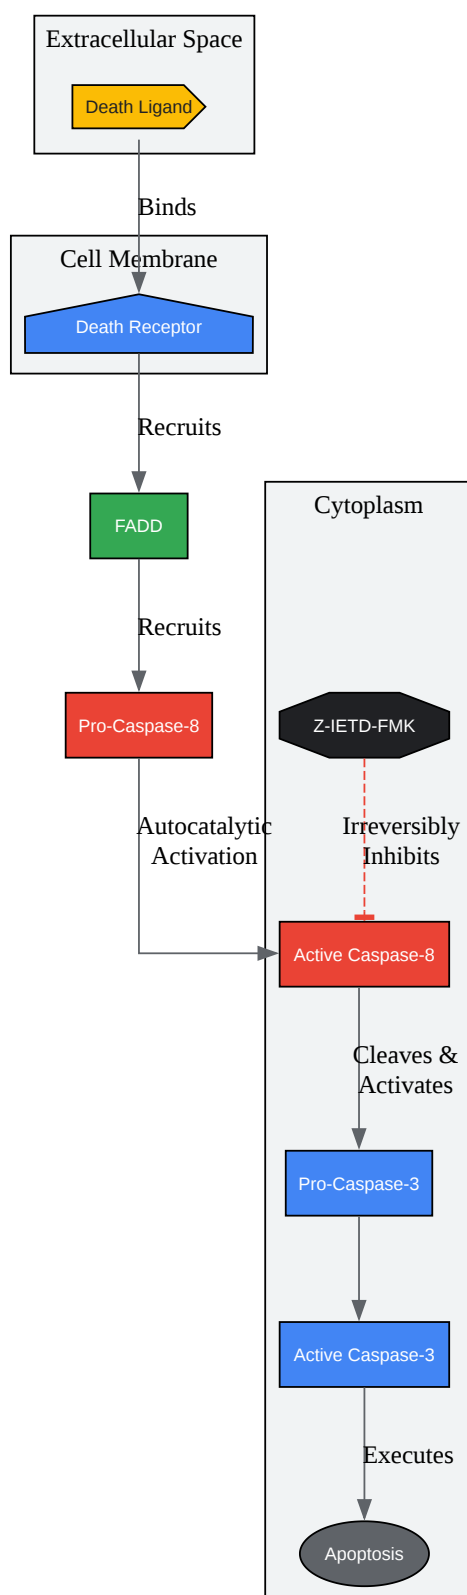 Extracellular Space
Death Ligand
Binds
Cell Membrane
Death Receptor
Recruits
Cytoplasm
FADD
Recruits
Pro-Caspase-8
Z-IETD-FMK
Autocatalytic
Activation
Irreversibly
Inhibits
Active Caspase-8
Cleaves &
Activates
Pro-Caspase-3
Active Caspase-3
Executes
Apoptosis